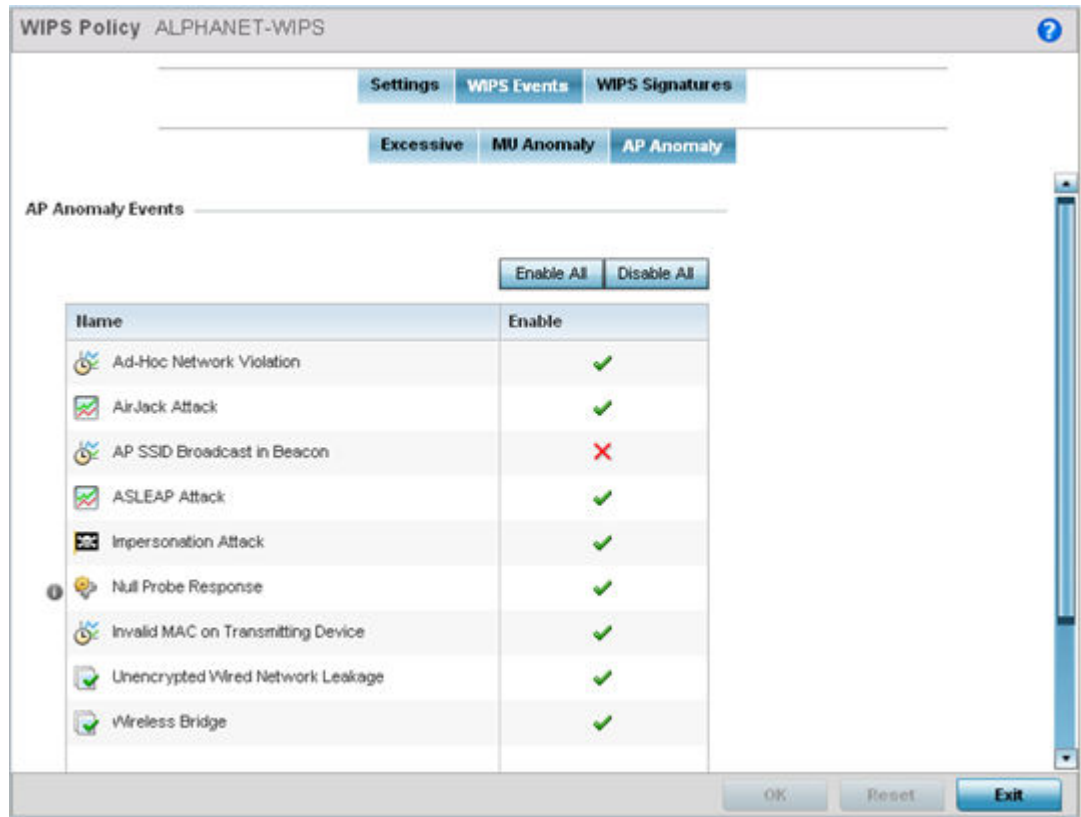 WIPS Policy ALPHANET-WIPS
Settings WIPS Events WIPS Signatures
Excessive MU Anomaly AP Anomaly
AP Anomaly Events
Enable All Disable All
Name Enable
Ad-Hoc Network Violation
AirJack Attack
AP SSID Broadcast in Beacon
ASLEAP Attack
Impersonation Attack
Null Probe Response
Invalid MAC on Transmitting Device
Unencrypted Wired Network Leakage
Wireless Bridge
OK Reset Exit